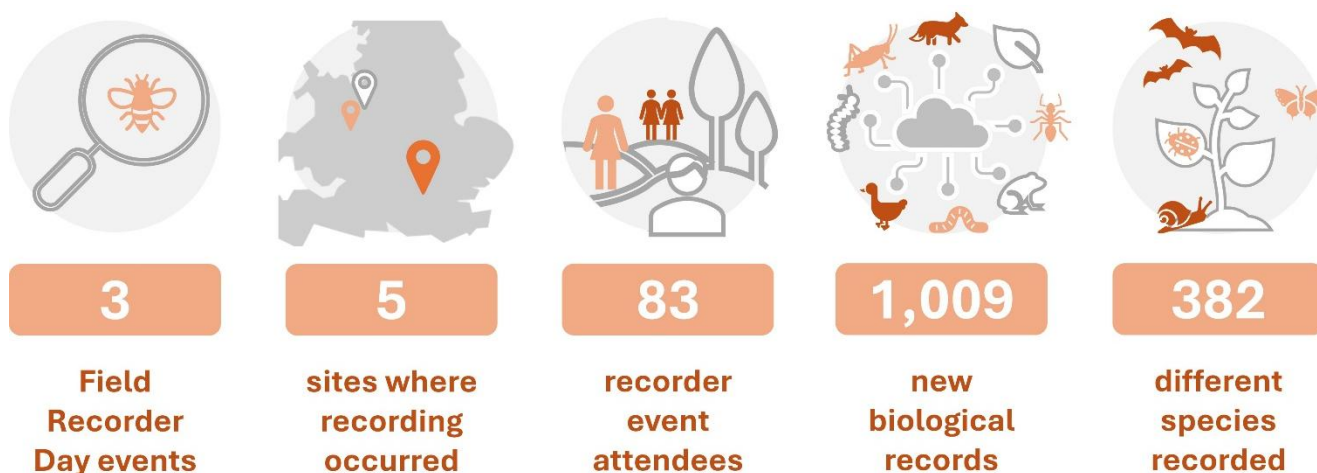 3
Field
Recorder
Day events
5
sites where
recording
occurred
83
recorder
event
attendees
1,009
new
biological
records
382
different
species
recorded